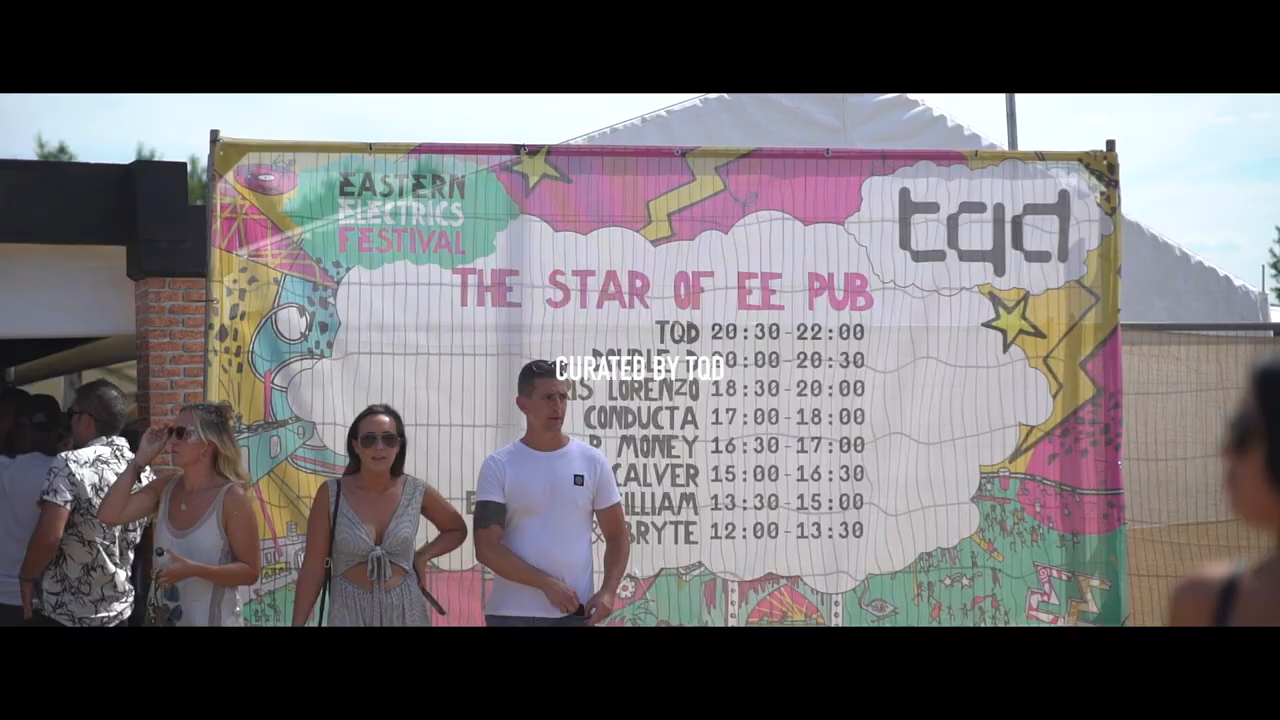 EASTERN
ELECTRICS
FESTIVAL
tqd
THE STAR OF EE PUB
TQD 20:30-22:00
0:00-20:30
CURATED BY TQD
IS LORENZO 18:30-20:00
CONDUCTA 17:00-18:00
P MONEY 16:30-17:00
CALVER 15:00-16:30
ILLIAM 13:30-15:00
& BRYTE 12:00-13:30